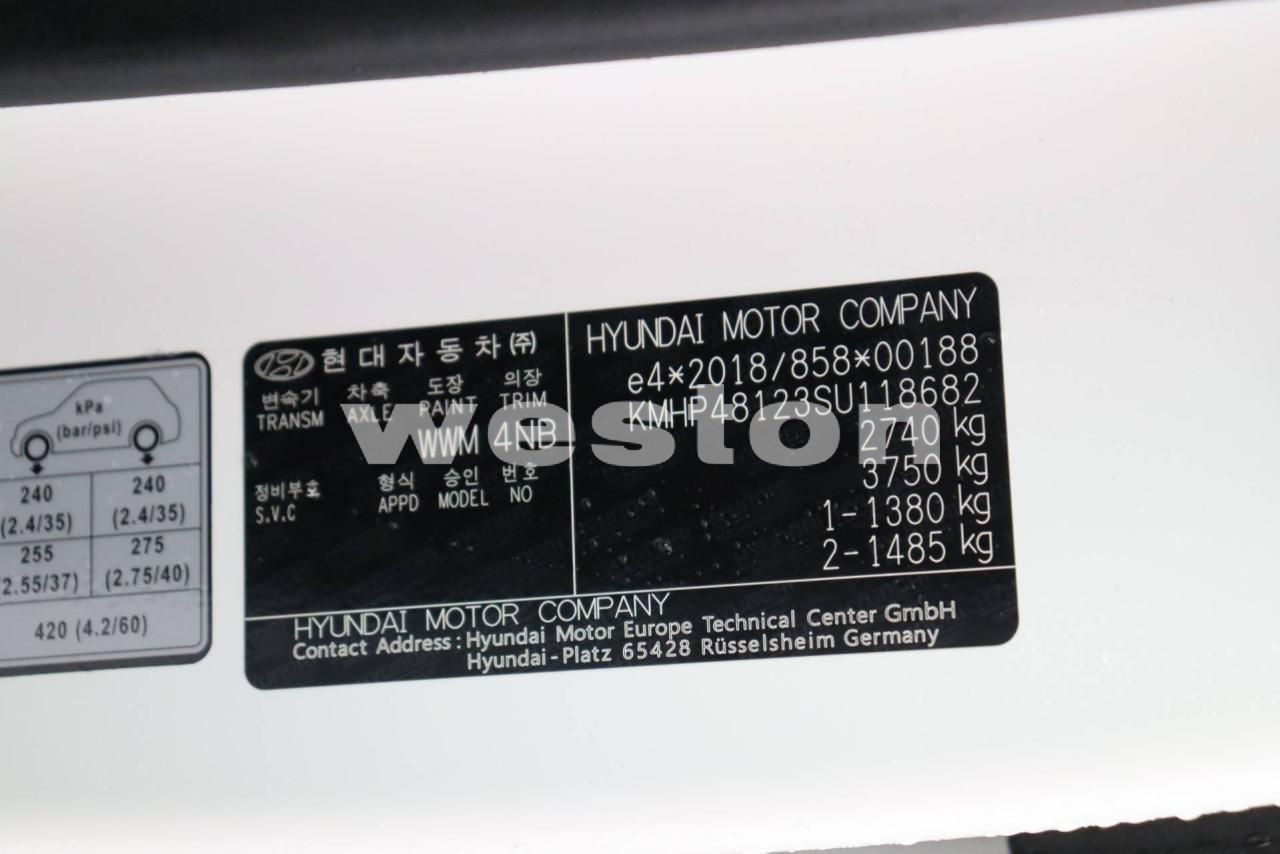 kPa
(bar/psi)
240 240
(2.4/35) (2.4/35)
255 275
(2.55/37) (2.75/40)
420 (4.2/60)
현대자동차(주)
변속기 차축 도장 의장
TRANSM AXLE PAINT TRIM
WWM 4NB
정비부호 형식 승인 번호
S.V.C APPD MODEL NO
HYUNDAI MOTOR COMPANY
e4*2018/858*00188
KMHP48123SU118682
2740 kg
3750 kg
1-1380 kg
2-1485 kg
HYUNDAI MOTOR COMPANY
Contact Address : Hyundai Motor Europe Technical Center GmbH
Hyundai-Platz 65428 Rüsselsheim Germany
weston